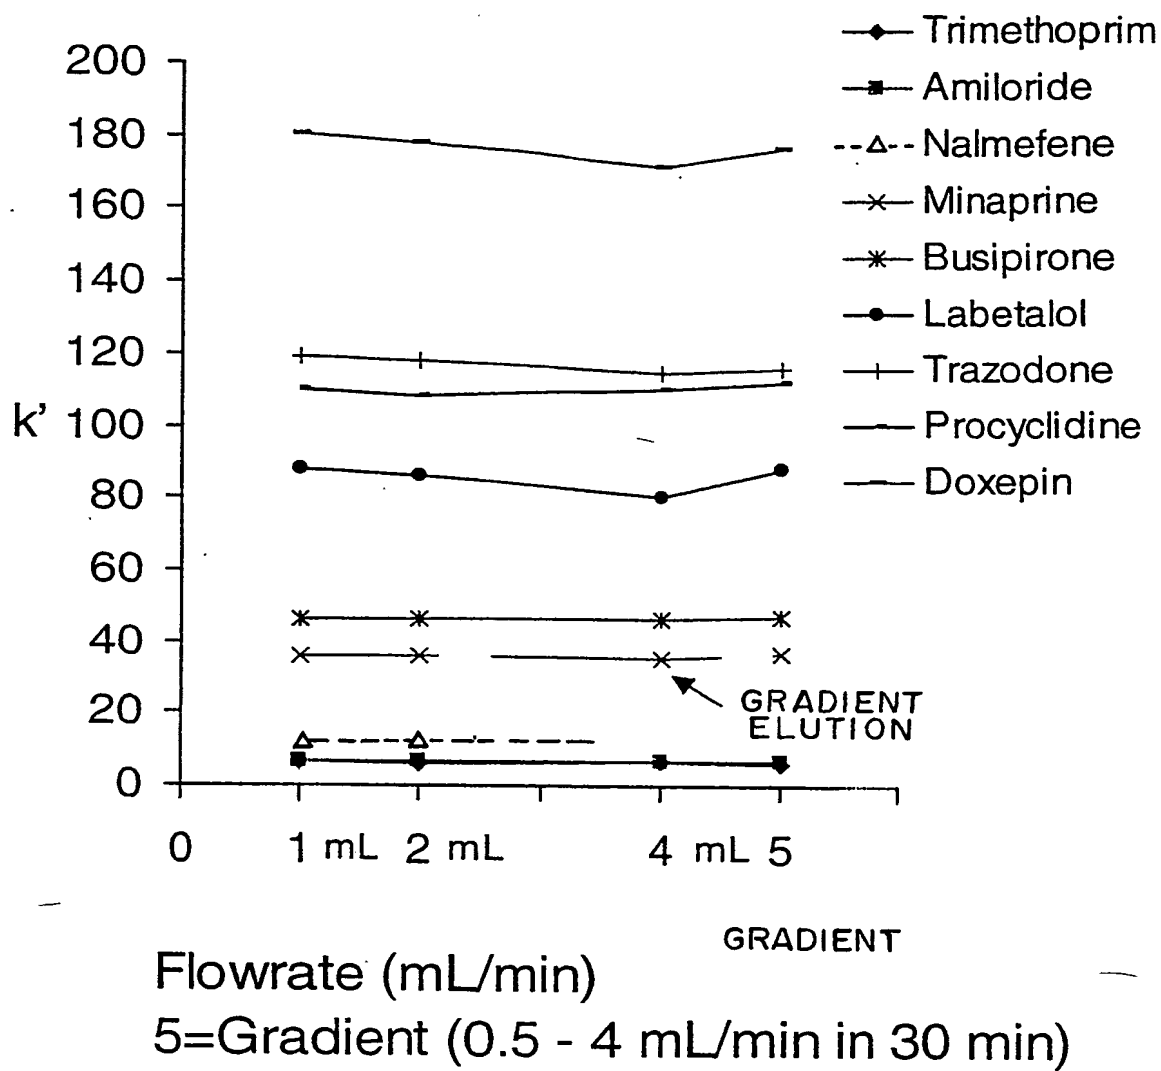 Trimethoprim
Amiloride
Nalmefene
Minaprine
Busipirone
Labetalol
Trazodone
Procyclidine
Doxepin
200
180
160
140
120
k' 100
80
60
40
20
0
GRADIENT
ELUTION
0 1 mL 2 mL 4 mL 5
GRADIENT
Flowrate (mL/min)
5=Gradient (0.5 - 4 mL/min in 30 min)